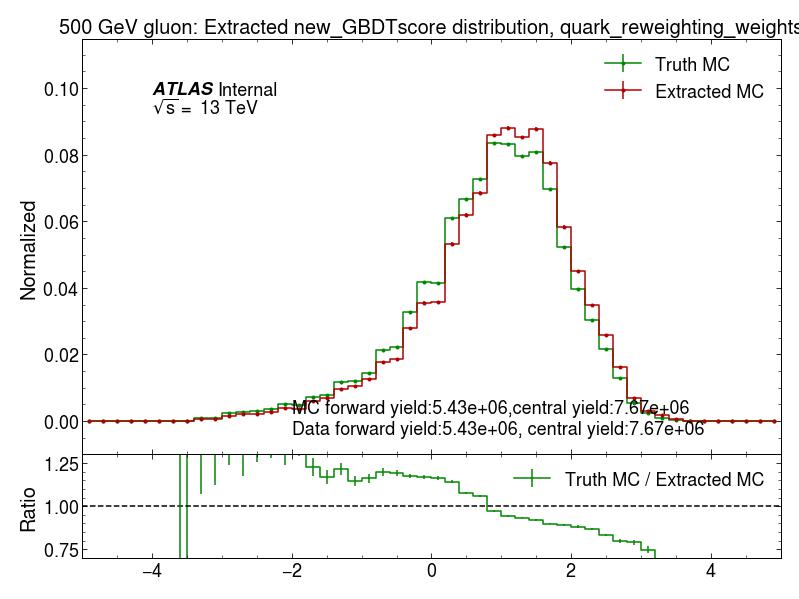 500 GeV gluon: Extracted new_GBDTscore distribution, quark_reweighting_weights
ATLAS Internal
√s = 13 TeV
Truth MC
Extracted MC
Normalized
0.10
0.08
0.06
0.04
0.02
0.00
MC forward yield:5.43e+06,central yield:7.67e+06
Data forward yield:5.43e+06, central yield:7.67e+06
Ratio
1.25
1.00
0.75
Truth MC / Extracted MC
−4
−2
0
2
4